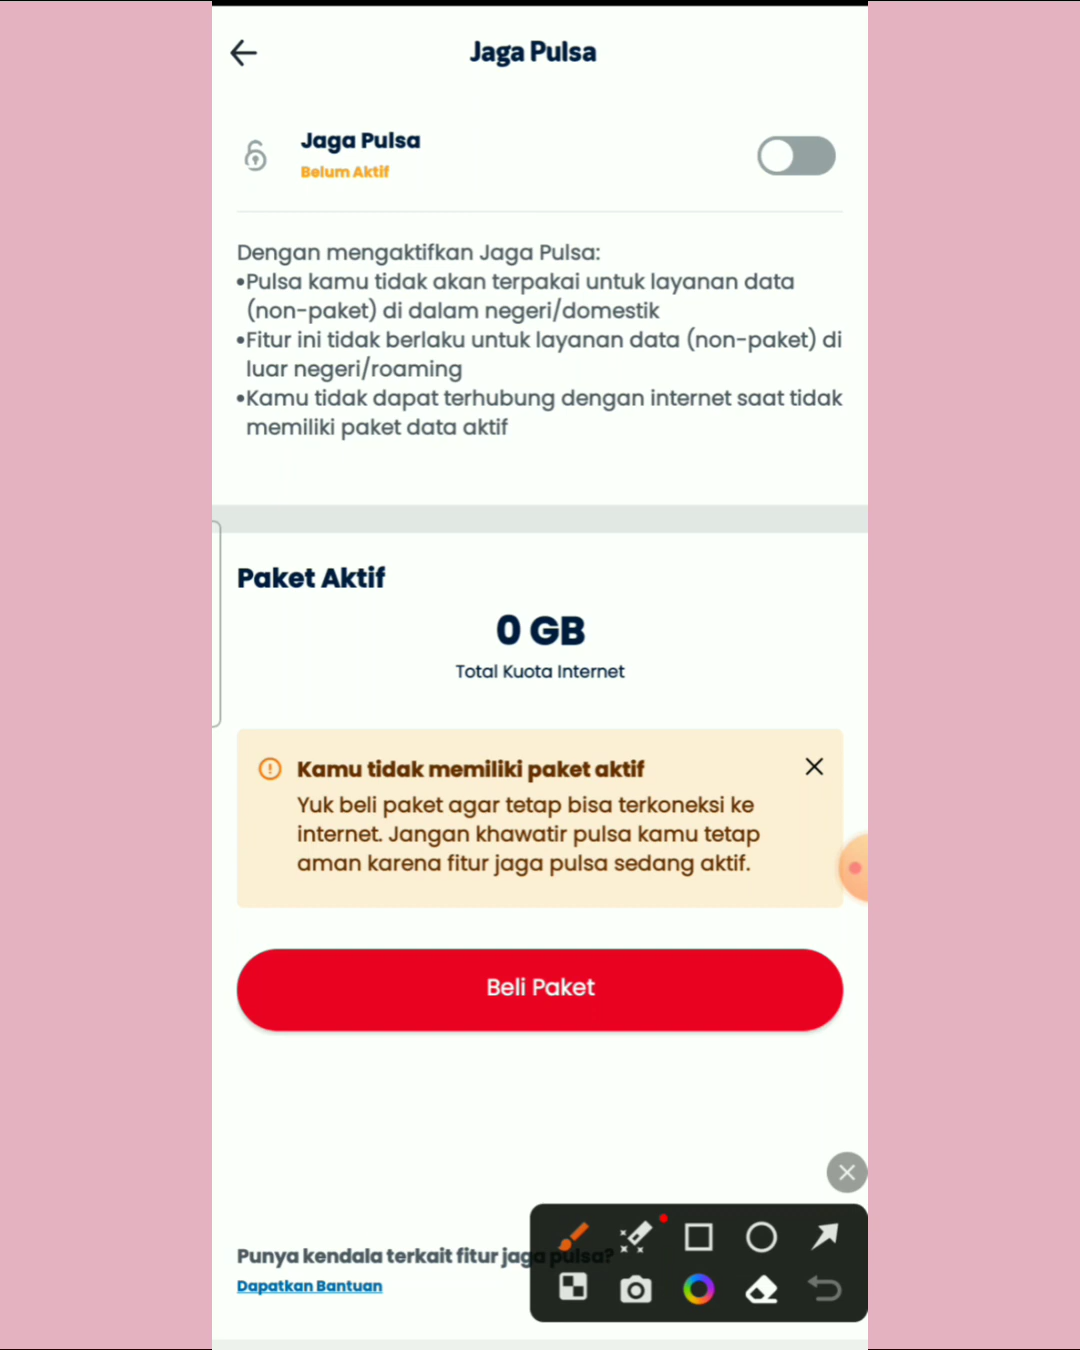 Jaga Pulsa
Jaga Pulsa
Belum Aktif
Dengan mengaktifkan Jaga Pulsa:
•Pulsa kamu tidak akan terpakai untuk layanan data
(non-paket) di dalam negeri/domestik
•Fitur ini tidak berlaku untuk layanan data (non-paket) di
luar negeri/roaming
•Kamu tidak dapat terhubung dengan internet saat tidak
memiliki paket data aktif
Paket Aktif
0 GB
Total Kuota Internet
Kamu tidak memiliki paket aktif
Yuk beli paket agar tetap bisa terkoneksi ke
internet. Jangan khawatir pulsa kamu tetap
aman karena fitur jaga pulsa sedang aktif.
Beli Paket
Punya kendala terkait fitur jaga pulsa?
Dapatkan Bantuan